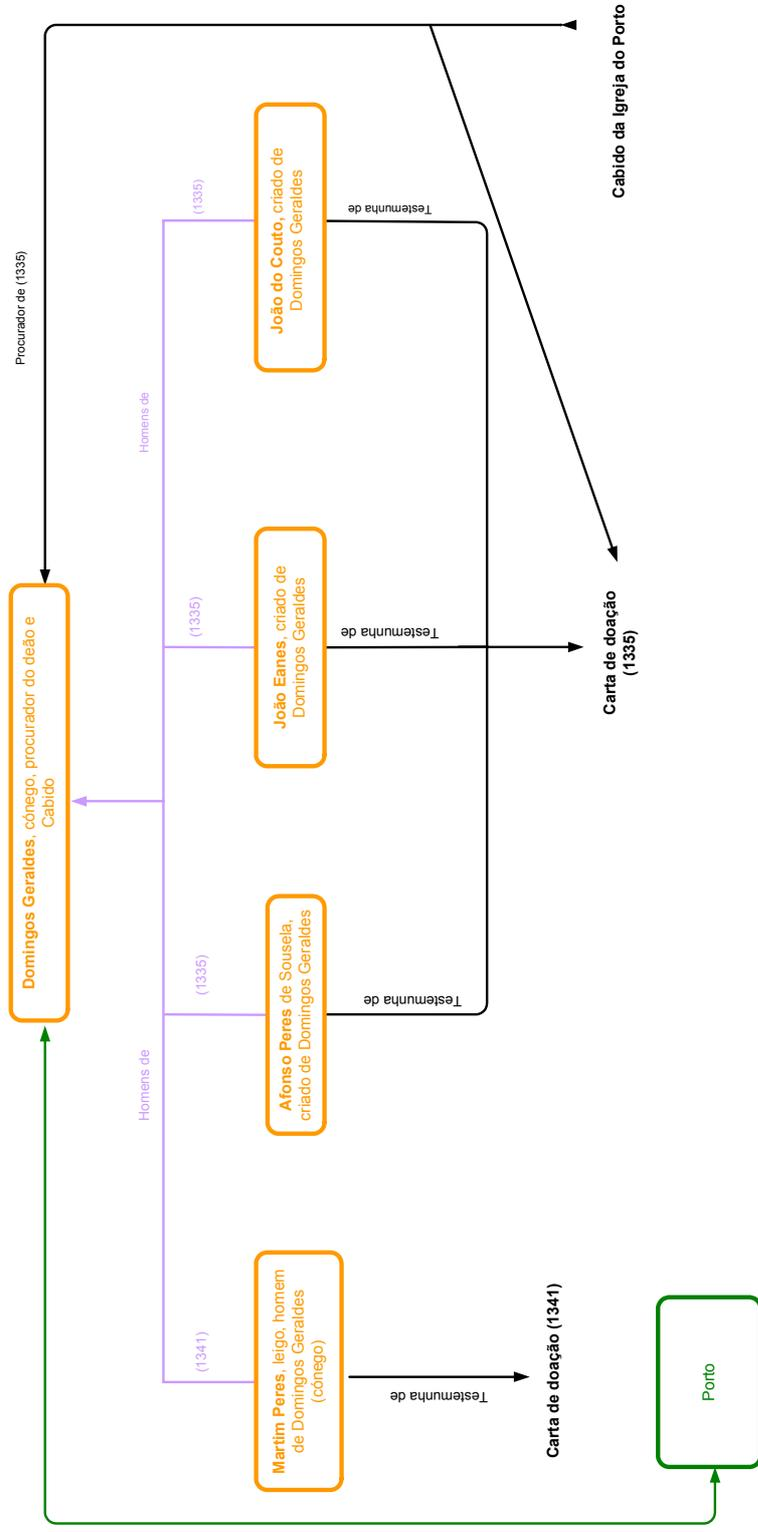 Procurador de (1335)
Domingos Geraldes, cónego, procurador do deão e
Cabido
Homens de
Homens de
(1341)
(1335)
(1335)
(1335)
Martim Peres, leigo, homem
de Domingos Geraldes
(cónego)
Afonso Peres de Sousela,
criado de Domingos Geraldes
João Eanes, criado de
Domingos Geraldes
João do Couto, criado de
Domingos Geraldes
Testemunha de
Testemunha de
Testemunha de
Testemunha de
Carta de doação (1341)
Carta de doação
(1335)
Cabido da Igreja do Porto
Porto